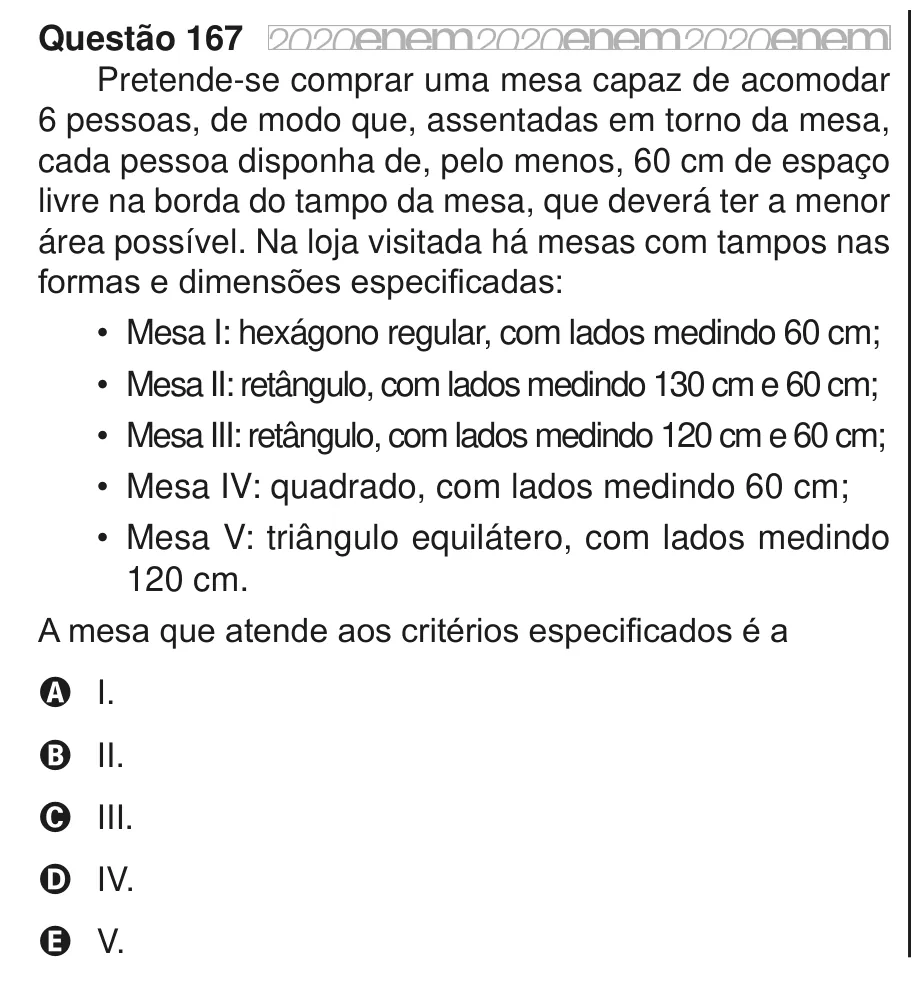 Questão 167 2020enem2020enem2020enem
Pretende-se comprar uma mesa capaz de acomodar
6 pessoas, de modo que, assentadas em torno da mesa,
cada pessoa disponha de, pelo menos, 60 cm de espaço
livre na borda do tampo da mesa, que deverá ter a menor
área possível. Na loja visitada há mesas com tampos nas
formas e dimensões especificadas:
• Mesa I: hexágono regular, com lados medindo 60 cm;
• Mesa II: retângulo, com lados medindo 130 cm e 60 cm;
• Mesa III: retângulo, com lados medindo 120 cm e 60 cm;
• Mesa IV: quadrado, com lados medindo 60 cm;
• Mesa V: triângulo equilátero, com lados medindo
120 cm.
A mesa que atende aos critérios especificados é a
A I.
B II.
C III.
D IV.
E V.